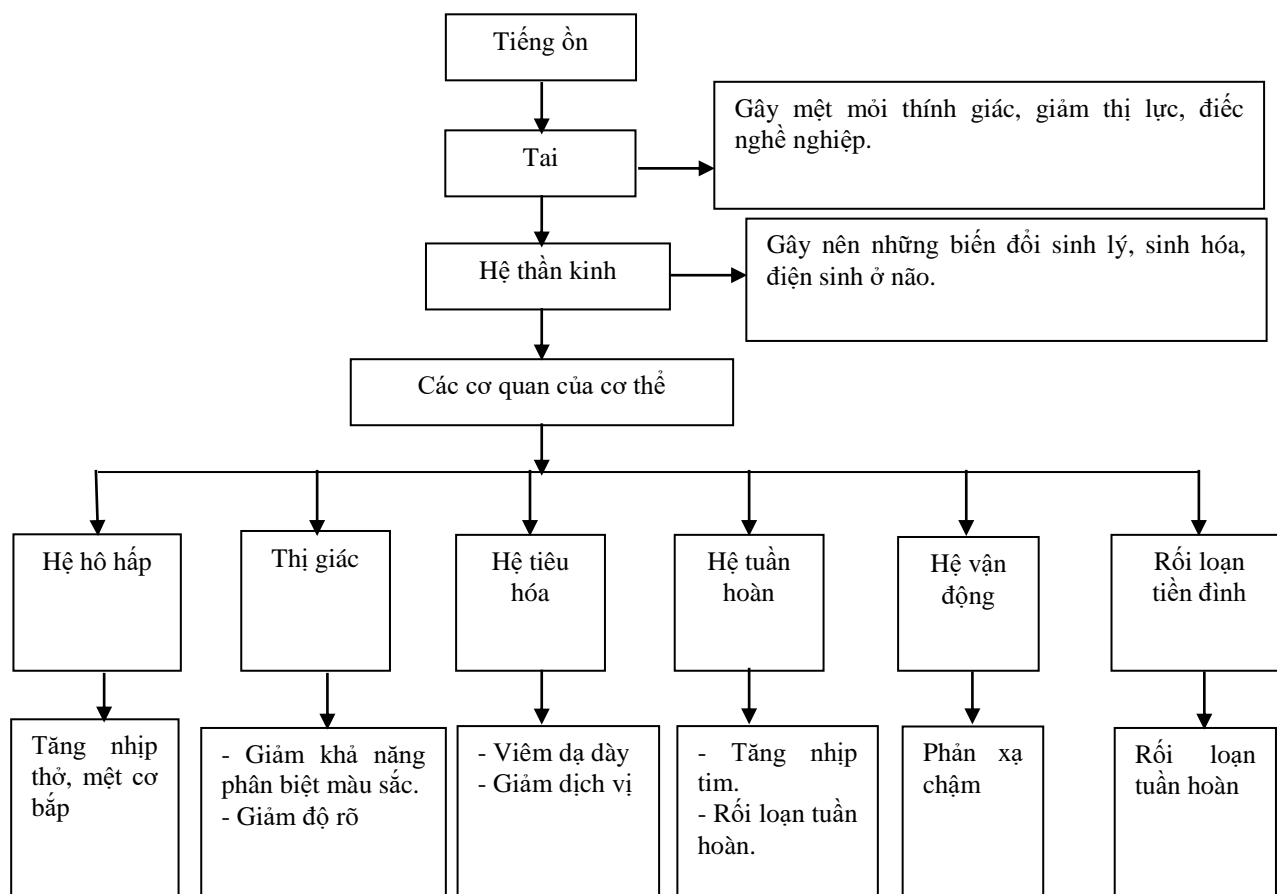 Tiếng ồn
Gây mệt mỏi thính giác, giảm thị lực, điếc
nghề nghiệp.
Tai
Gây nên những biến đổi sinh lý, sinh hóa,
điện sinh ở não.
Hệ thần kinh
Các cơ quan của cơ thể
Hệ hô hấp
Thị giác
Hệ tiêu
hóa
Hệ tuần
hoàn
Hệ vận
động
Rối loạn
tiền đình
Tăng nhịp
thở, mệt cơ
bắp
- Giảm khả năng
phân biệt màu sắc.
- Giảm độ rõ
- Viêm dạ dày
- Giảm dịch vị
- Tăng nhịp
tim.
- Rối loạn tuần
hoàn.
Phản xạ
chậm
Rối loạn
tuần hoàn